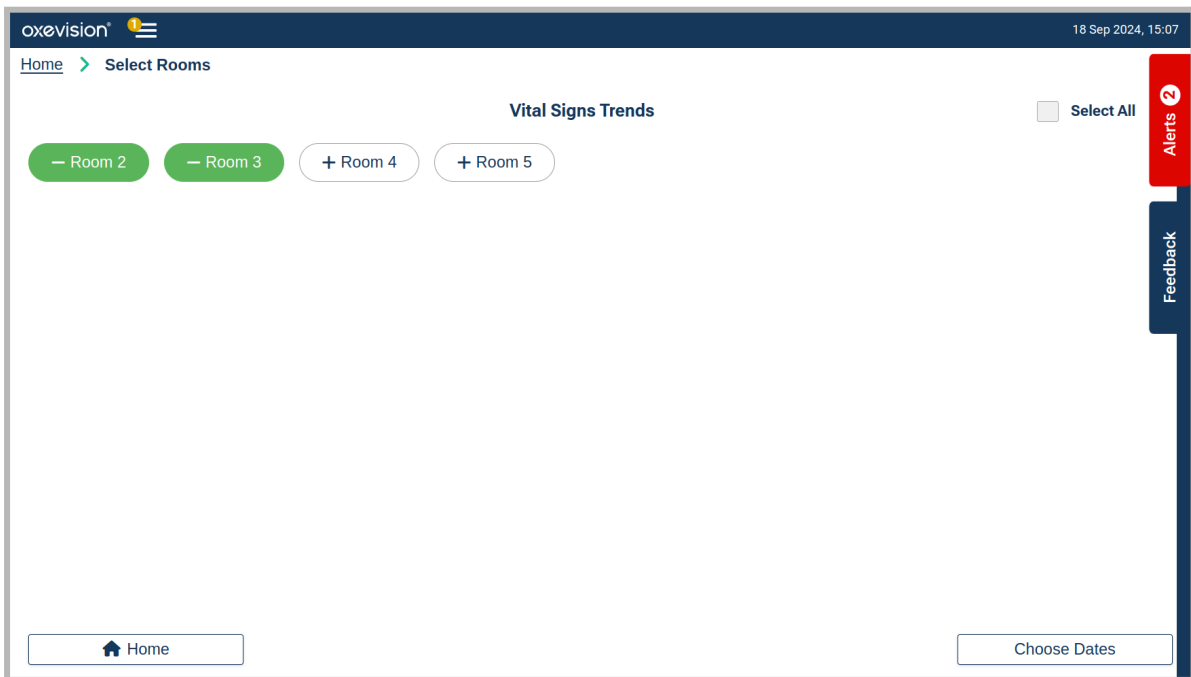 oxevision® 1
18 Sep 2024, 15:07
Home > Select Rooms
Vital Signs Trends
Select All
Alerts 2
− Room 2
− Room 3
+ Room 4
+ Room 5
Feedback
Home
Choose Dates